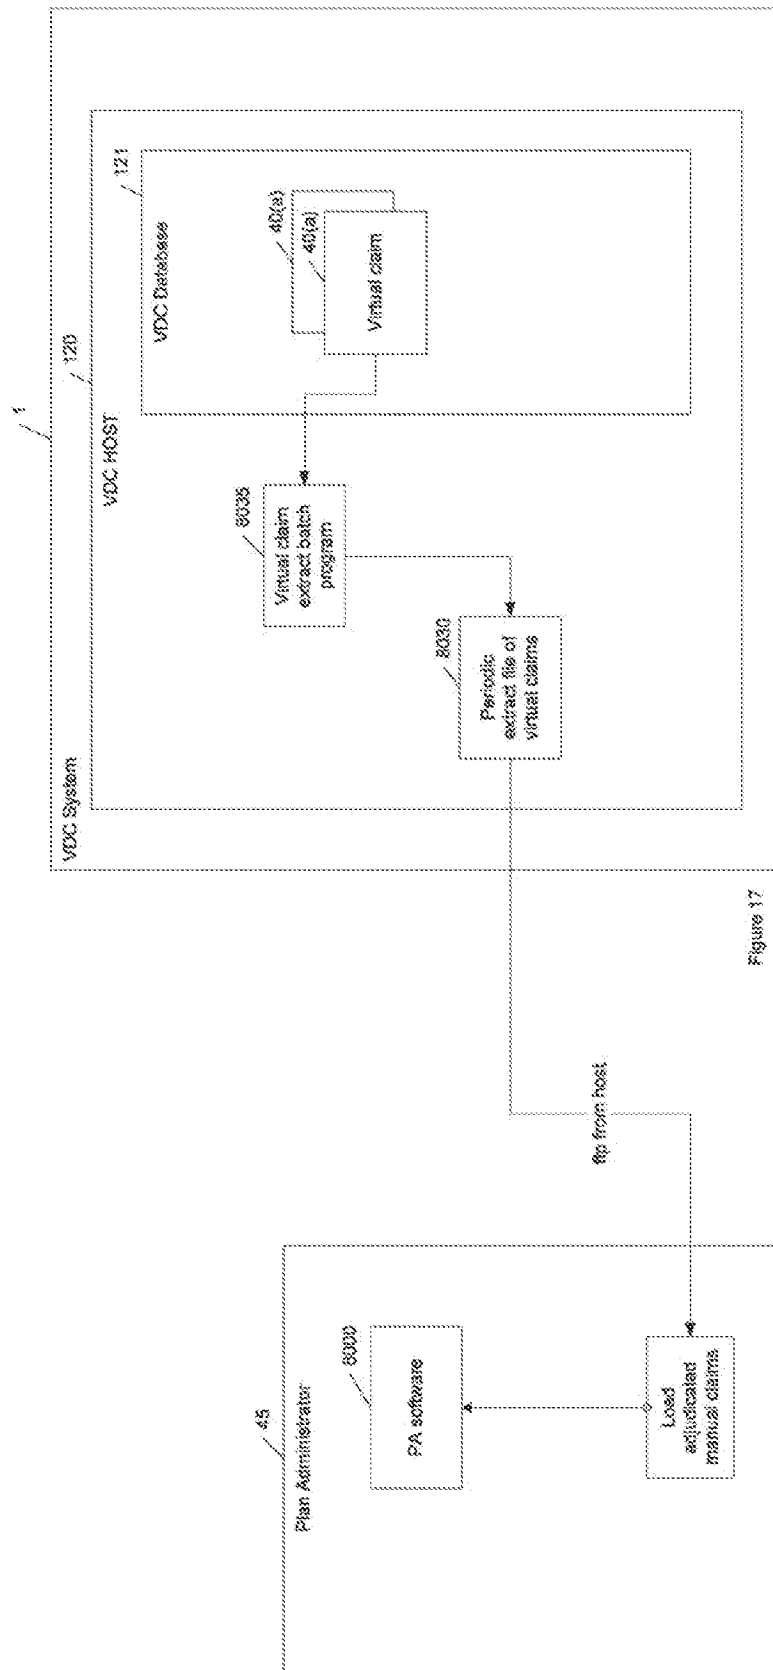 1
VDC System
120
VDC HOST
121
VDC Database
40(a)
40(a)
Virtual claim
8035
Virtual claim
extract batch
program
8030
Periodic
extract file of
virtual claims
ftp from host
45
Plan Administrator
PA software
Load
adjudicated
manual claims
Figure 17